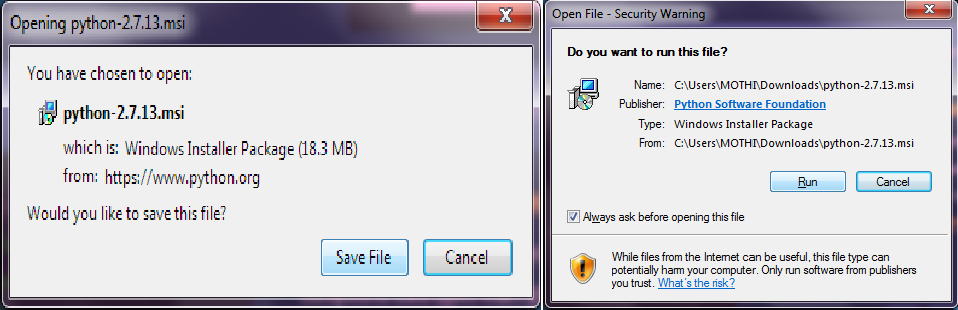 Opening python-2.7.13.msi
You have chosen to open:
python-2.7.13.msi
which is: Windows Installer Package (18.3 MB)
from: https://www.python.org
Would you like to save this file?
Save File
Cancel
Open File - Security Warning
Do you want to run this file?
Name: C:\Users\MOTHI\Downloads\python-2.7.13.msi
Publisher: Python Software Foundation
Type: Windows Installer Package
From: C:\Users\MOTHI\Downloads\python-2.7.13.msi
Run
Cancel
Always ask before opening this file
While files from the Internet can be useful, this file type can
potentially harm your computer. Only run software from publishers
you trust. What's the risk?